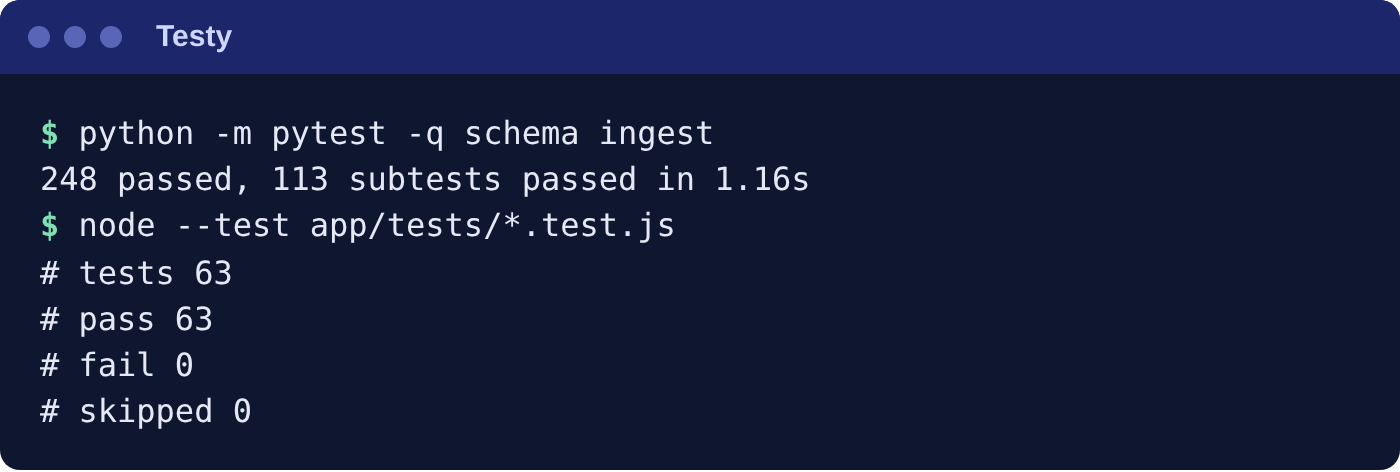 Testy
$ python -m pytest -q schema ingest
248 passed, 113 subtests passed in 1.16s
$ node --test app/tests/*.test.js
# tests 63
# pass 63
# fail 0
# skipped 0